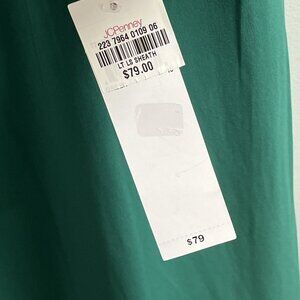 JCPenney
223 7964 0109 06
LT LS SHEATH
$79.00
$79